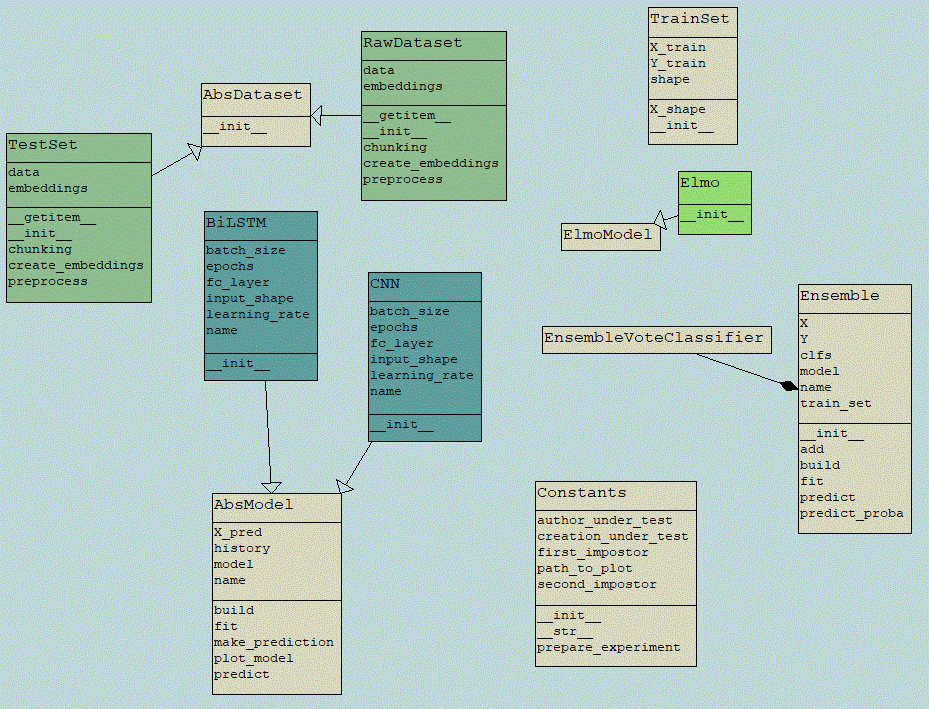 TrainSet
X_train
Y_train
shape
X_shape
__init__
RawDataset
data
embeddings
__getitem__
__init__
chunking
create_embeddings
preprocess
AbsDataset
__init__
TestSet
data
embeddings
__getitem__
__init__
chunking
create_embeddings
preprocess
Elmo
__init__
ElmoModel
BiLSTM
batch_size
epochs
fc_layer
input_shape
learning_rate
name
__init__
CNN
batch_size
epochs
fc_layer
input_shape
learning_rate
name
__init__
Ensemble
X
Y
clfs
model
name
train_set
__init__
add
build
fit
predict
predict_proba
EnsembleVoteClassifier
AbsModel
X_pred
history
model
name
build
fit
make_prediction
plot_model
predict
Constants
author_under_test
creation_under_test
first_impostor
path_to_plot
second_impostor
__init__
__str__
prepare_experiment